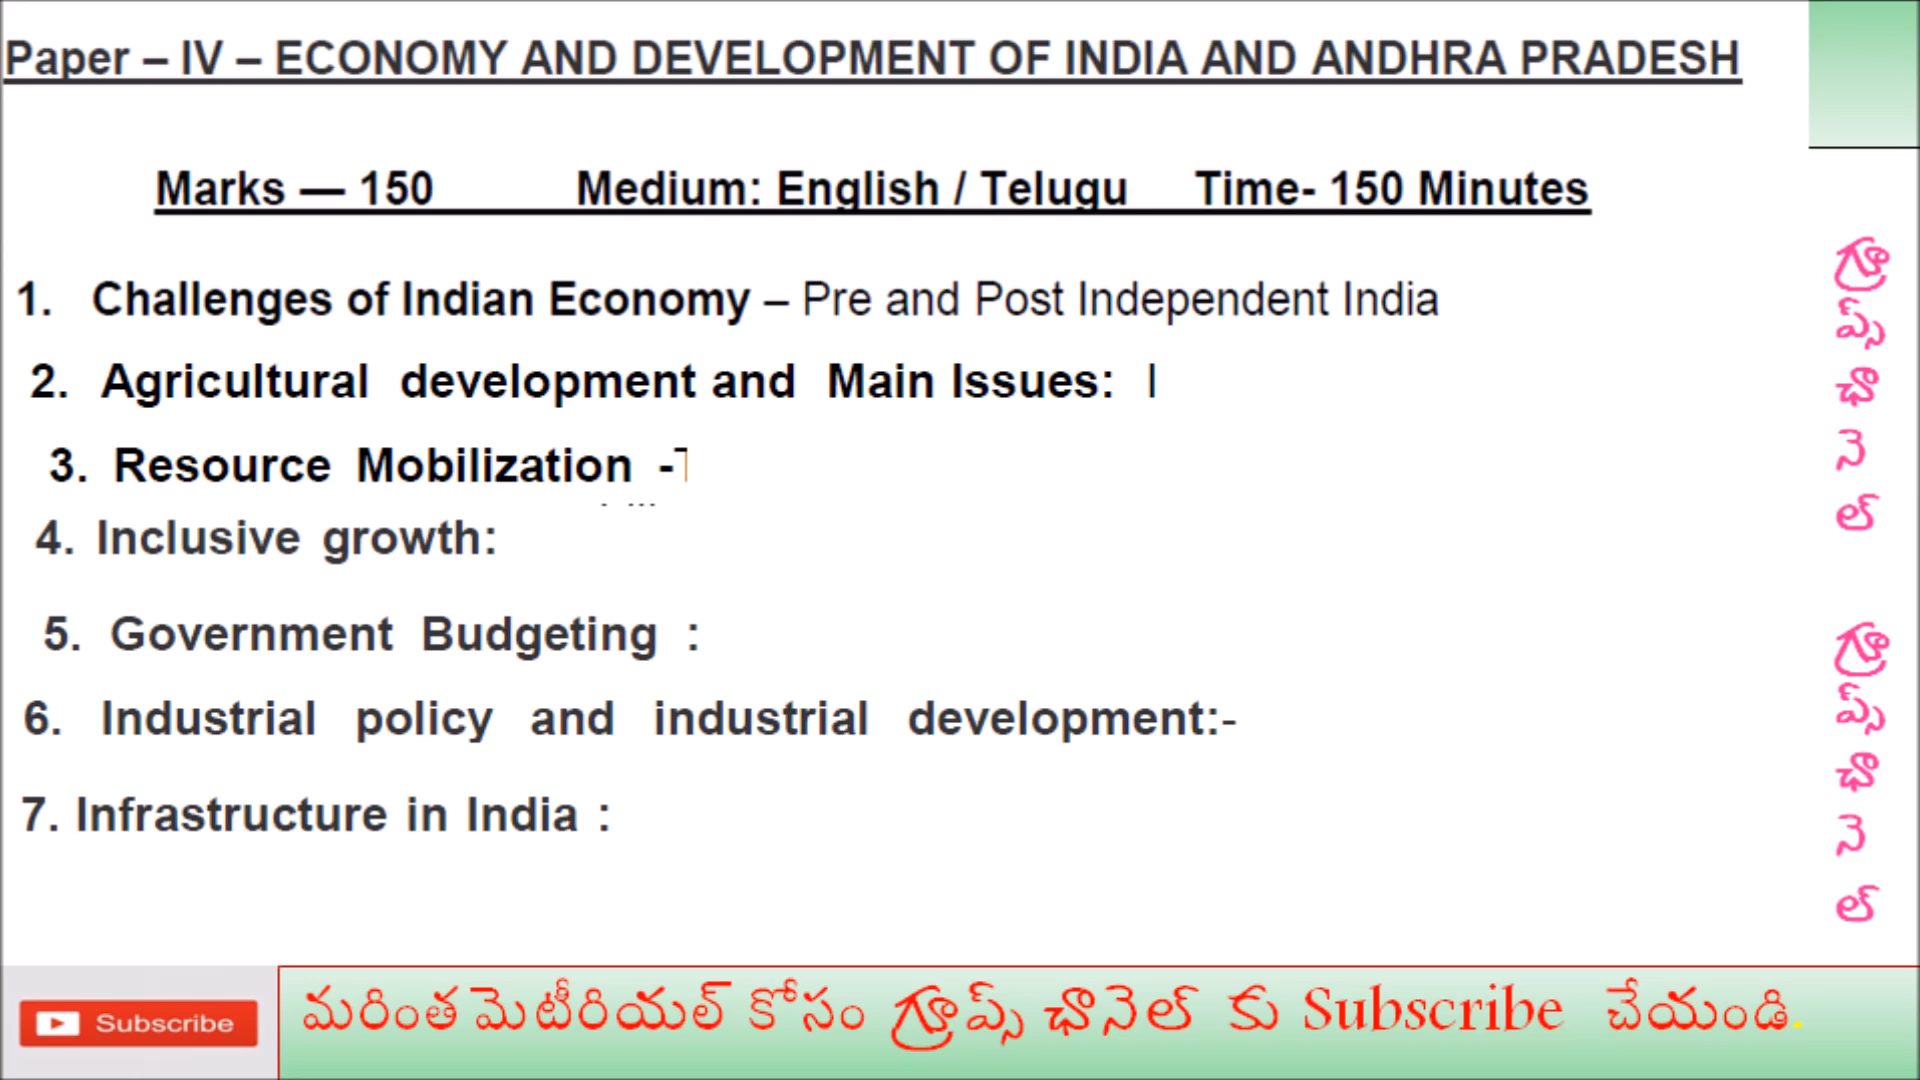 Paper – IV – ECONOMY AND DEVELOPMENT OF INDIA AND ANDHRA PRADESH
Marks — 150 Medium: English / Telugu Time- 150 Minutes
1. Challenges of Indian Economy – Pre and Post Independent India
2. Agricultural development and Main Issues:
3. Resource Mobilization -
4. Inclusive growth:
5. Government Budgeting :
6. Industrial policy and industrial development:-
7. Infrastructure in India :
గ్రూప్స్ ఛానెల్
గ్రూప్స్ ఛానెల్
Subscribe
మరింత మెటీరియల్ కోసం గ్రూప్స్ ఛానెల్ కు Subscribe చేయండి.